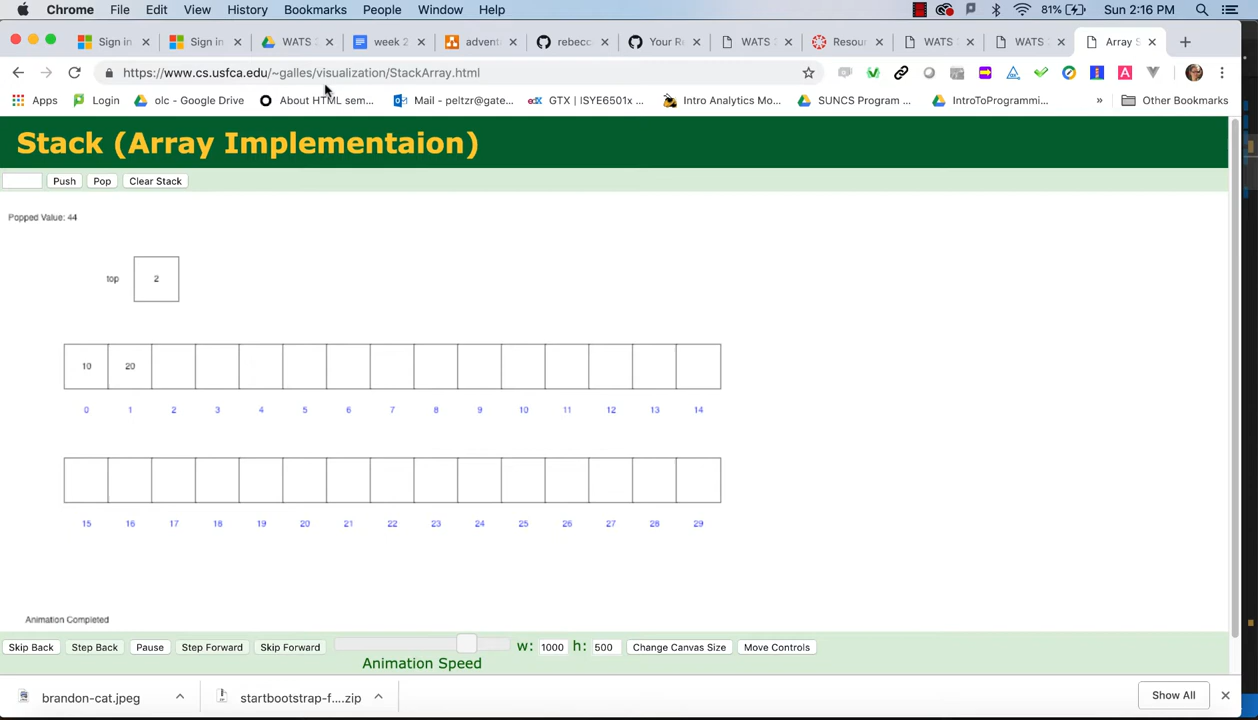 Chrome File Edit View History Bookmarks People Window Help 81% Sun 2:16 PM
Sign in Sign in WATS week 2 advent rebecc Your Re WATS Resour WATS WATS Array S
https://www.cs.usfca.edu/~galles/visualization/StackArray.html
Apps Login olc - Google Drive About HTML sem... Mail - peltzr@gate... GTX | ISYE6501x ... Intro Analytics Mo... SUNCS Program ... IntroToProgrammi... » Other Bookmarks
Stack (Array Implementaion)
Push Pop Clear Stack
Popped Value: 44
top 2
10 20
0 1 2 3 4 5 6 7 8 9 10 11 12 13 14
15 16 17 18 19 20 21 22 23 24 25 26 27 28 29
Animation Completed
Skip Back Step Back Pause Step Forward Skip Forward w: 1000 h: 500 Change Canvas Size Move Controls
Animation Speed
brandon-cat.jpeg startbootstrap-f....zip Show All